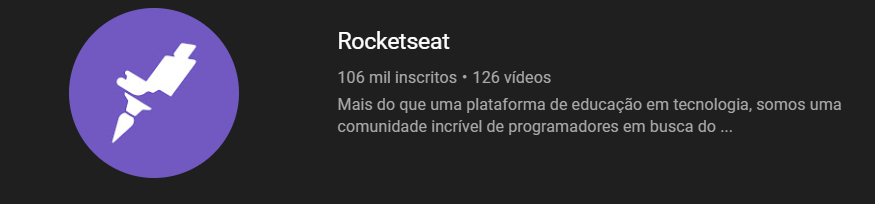 Rocketseat
106 mil inscritos • 126 vídeos
Mais do que uma plataforma de educação em tecnologia, somos uma
comunidade incrível de programadores em busca do ...